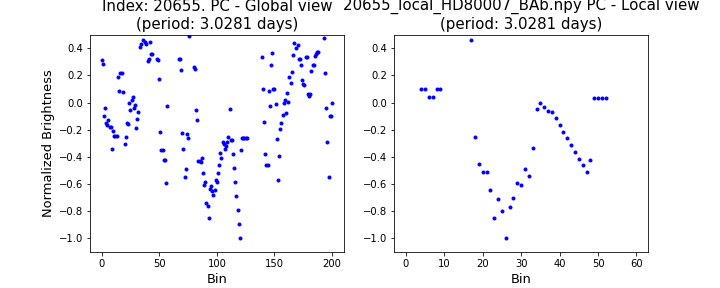 Index: 20655. PC - Global view
(period: 3.0281 days)
20655_local_HD80007_BAb.npy PC - Local view
(period: 3.0281 days)
Normalized Brightness
0.4
0.2
0.0
−0.2
−0.4
−0.6
−0.8
−1.0
0 50 100 150 200
Bin
0.4
0.2
0.0
−0.2
−0.4
−0.6
−0.8
−1.0
0 10 20 30 40 50 60
Bin